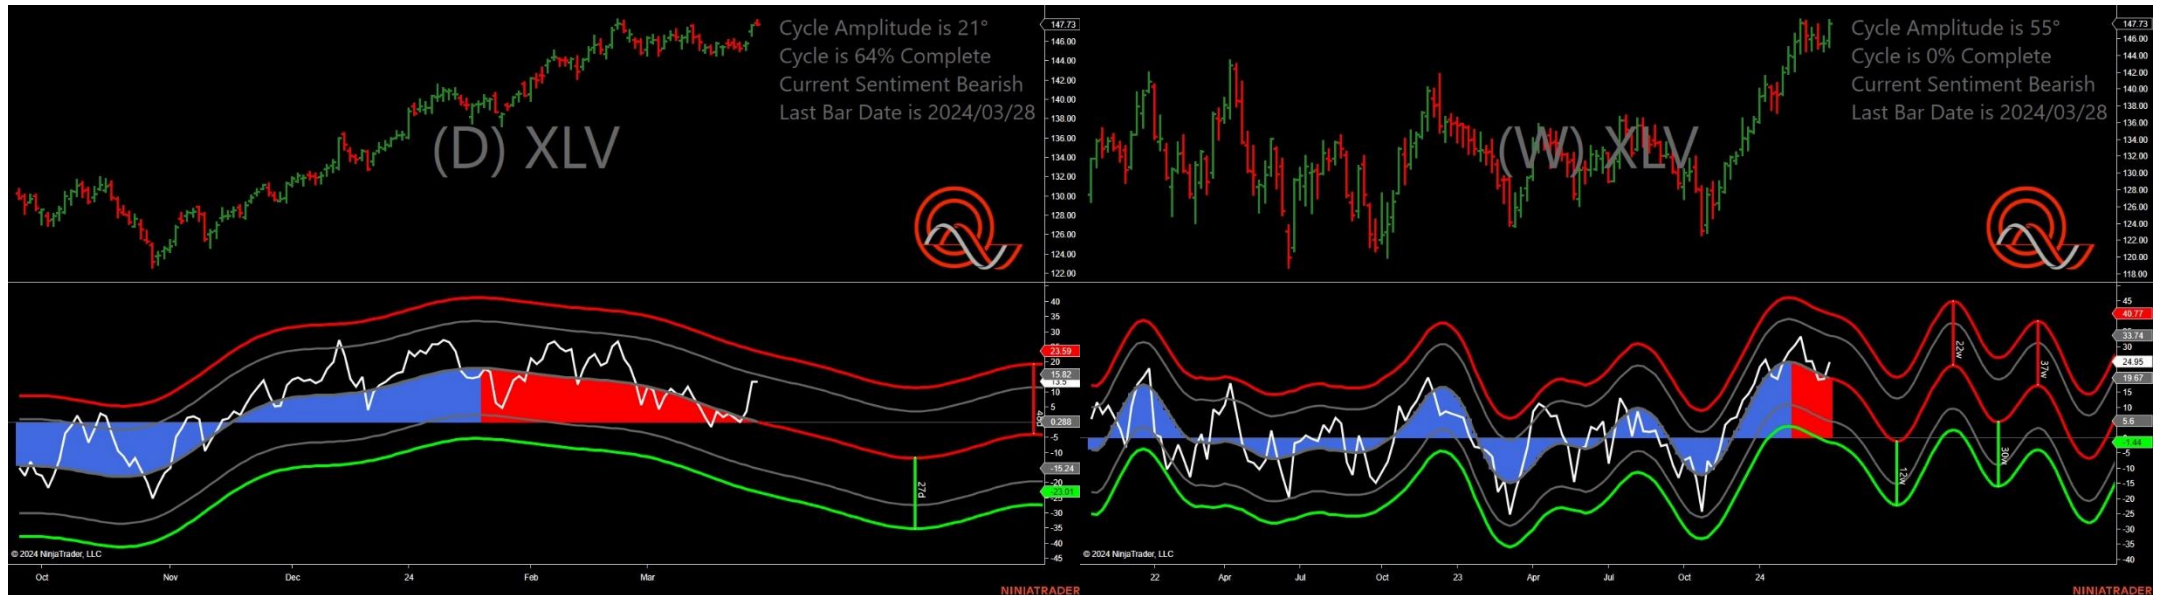 Cycle Amplitude is 21°
Cycle is 64% Complete
Current Sentiment Bearish
Last Bar Date is 2024/03/28
(D) XLV
147.73
146.00
144.00
142.00
140.00
138.00
136.00
134.00
132.00
130.00
128.00
126.00
124.00
122.00
40
35
30
25
23.59
20
15.82
10
5
0.288
-5
-10
-15.24
-20
-23.01
-30
-35
-40
-45
27d
© 2024 NinjaTrader, LLC
Oct
Nov
Dec
24
Feb
Mar
NINJATRADER
Cycle Amplitude is 55°
Cycle is 0% Complete
Current Sentiment Bearish
Last Bar Date is 2024/03/28
(W) XLV
147.73
146.00
144.00
142.00
140.00
138.00
136.00
134.00
132.00
130.00
128.00
126.00
124.00
122.00
120.00
118.00
45
40.77
33.74
30
24.95
19.67
15
10
5.6
-1.44
-5
-10
-15
-20
-25
-30
-35
-40
12w
22w
30w
37w
© 2024 NinjaTrader, LLC
22
Apr
Jul
Oct
23
Apr
Jul
Oct
24
NINJATRADER